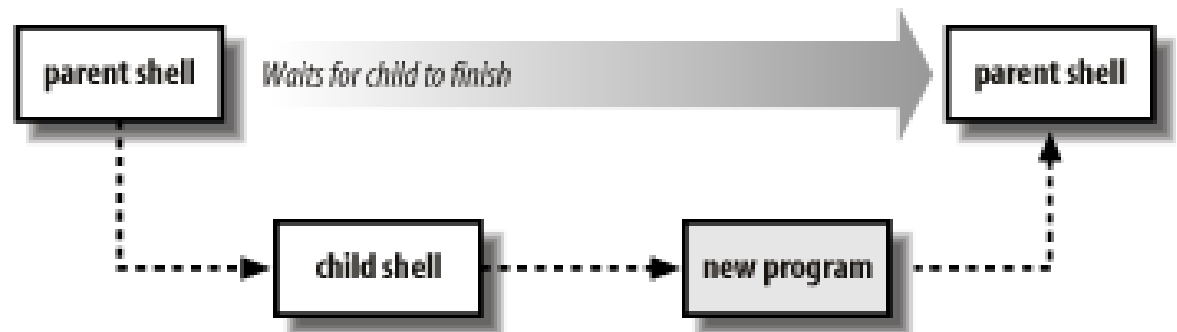 parent shell
Waits for child to finish
parent shell
child shell
new program